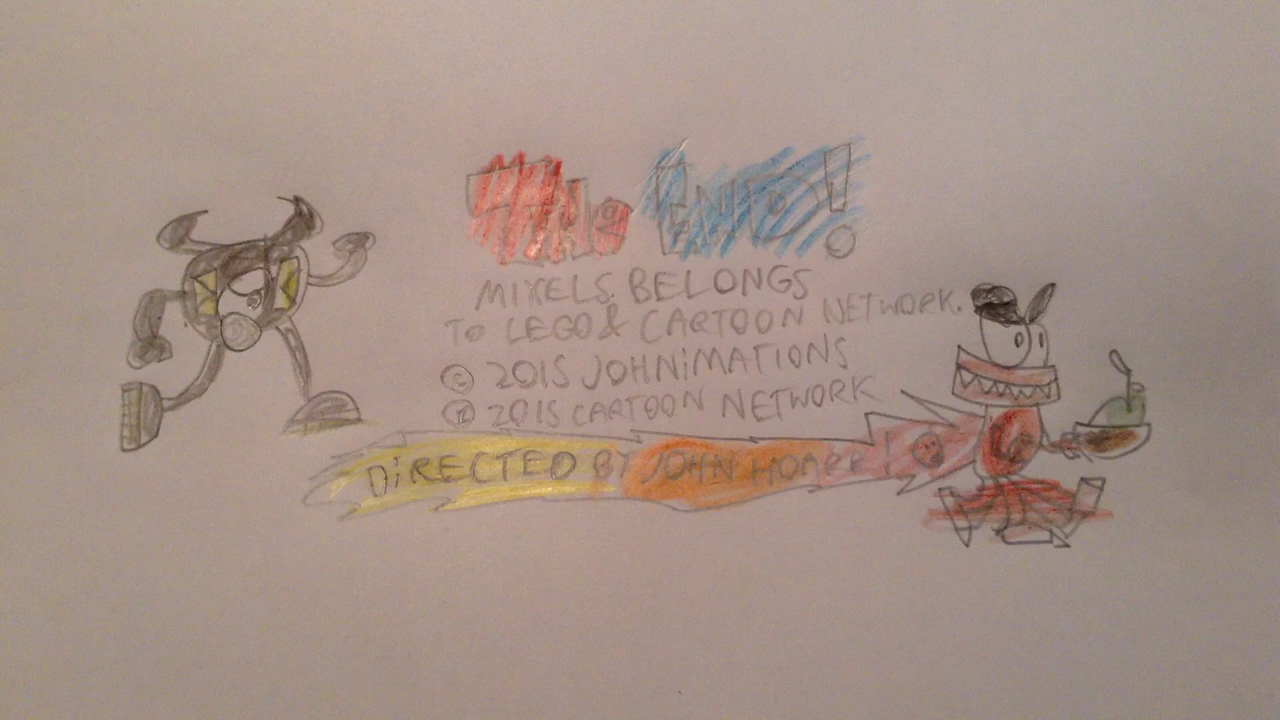 THe END!
MIXELS BELONGS
To LEGO & CARTOON NETWORK.
© 2015 JOHNiMATIONS
© 2015 CARTOON NETWORK
DiRECTED BY JOHN HOMER!